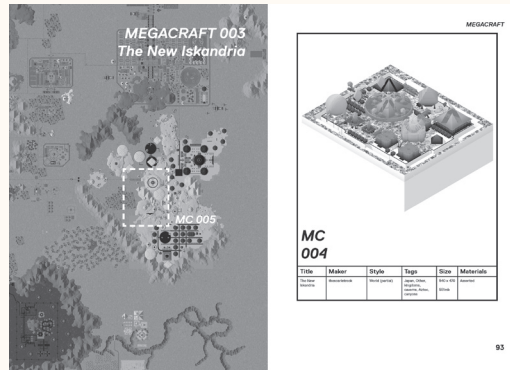 MEGACRAFT 003
The New Iskandria
MC 005
MEGACRAFT
MC
004
Title Maker Style Tags Size Materials
The New
Iskandria
World (partial)
Japan, Other,
Assorted
93